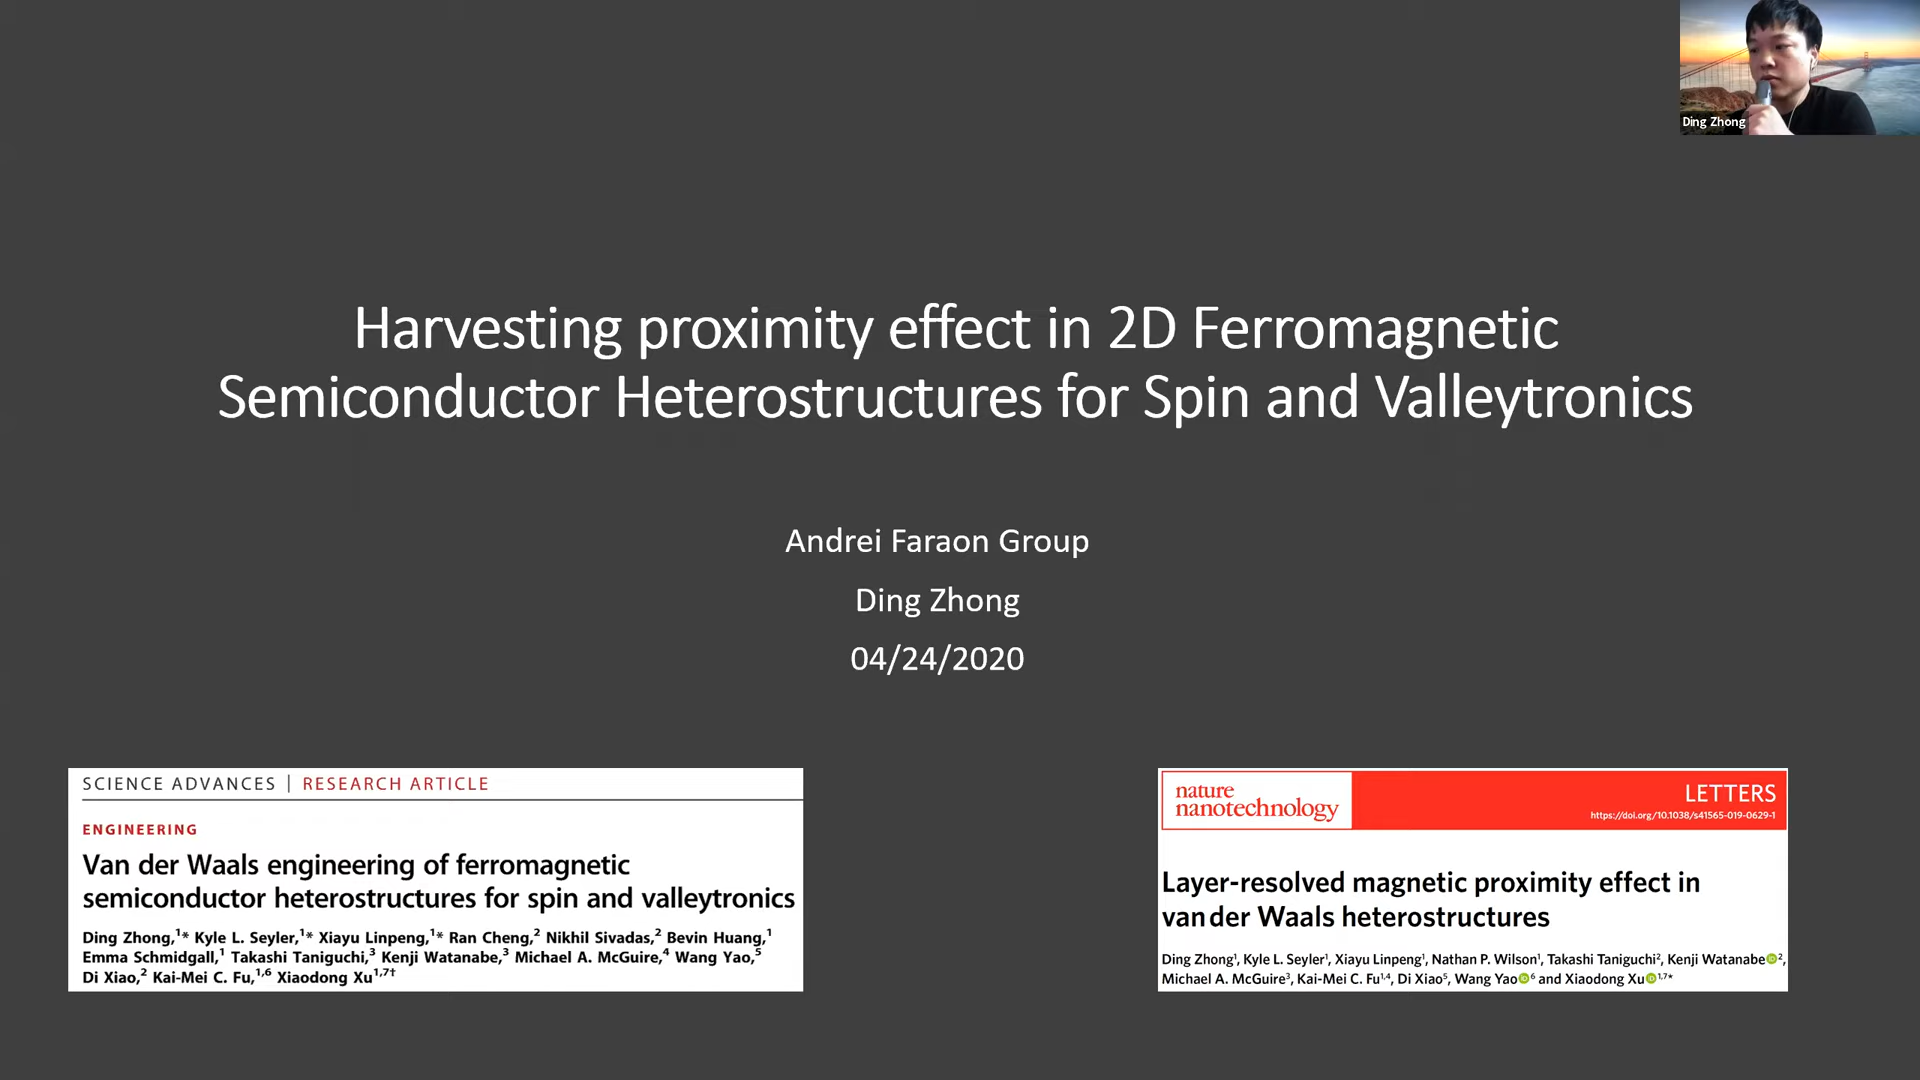 Ding Zhong
Harvesting proximity effect in 2D Ferromagnetic
Semiconductor Heterostructures for Spin and Valleytronics
Andrei Faraon Group
Ding Zhong
04/24/2020
SCIENCE ADVANCES | RESEARCH ARTICLE
ENGINEERING
Van der Waals engineering of ferromagnetic
semiconductor heterostructures for spin and valleytronics
Ding Zhong,¹* Kyle L. Seyler,¹* Xiayu Linpeng,¹* Ran Cheng,² Nikhil Sivadas,² Bevin Huang,¹
Emma Schmidgall,¹ Takashi Taniguchi,³ Kenji Watanabe,³ Michael A. McGuire,⁴ Wang Yao,⁵
Di Xiao,² Kai-Mei C. Fu,¹,⁶ Xiaodong Xu¹,⁷†
nature
nanotechnology
LETTERS
https://doi.org/10.1038/s41565-019-0629-1
Layer-resolved magnetic proximity effect in
van der Waals heterostructures
Ding Zhong¹, Kyle L. Seyler¹, Xiayu Linpeng¹, Nathan P. Wilson¹, Takashi Taniguchi², Kenji Watanabe iD²,
Michael A. McGuire³, Kai-Mei C. Fu¹,⁴, Di Xiao⁵, Wang Yao iD⁶ and Xiaodong Xu iD¹,⁷*